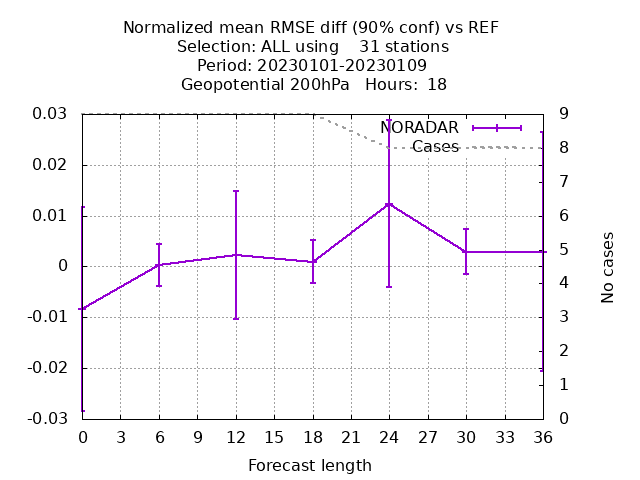 Normalized mean RMSE diff (90% conf) vs REF
Selection: ALL using    31 stations
Period: 20230101-20230109
Geopotential 200hPa   Hours:  18
NORADAR
Cases
0.03
0.02
0.01
0
-0.01
-0.02
-0.03
9
8
7
6
5
4
3
2
1
0
No cases
0 3 6 9 12 15 18 21 24 27 30 33 36
Forecast length